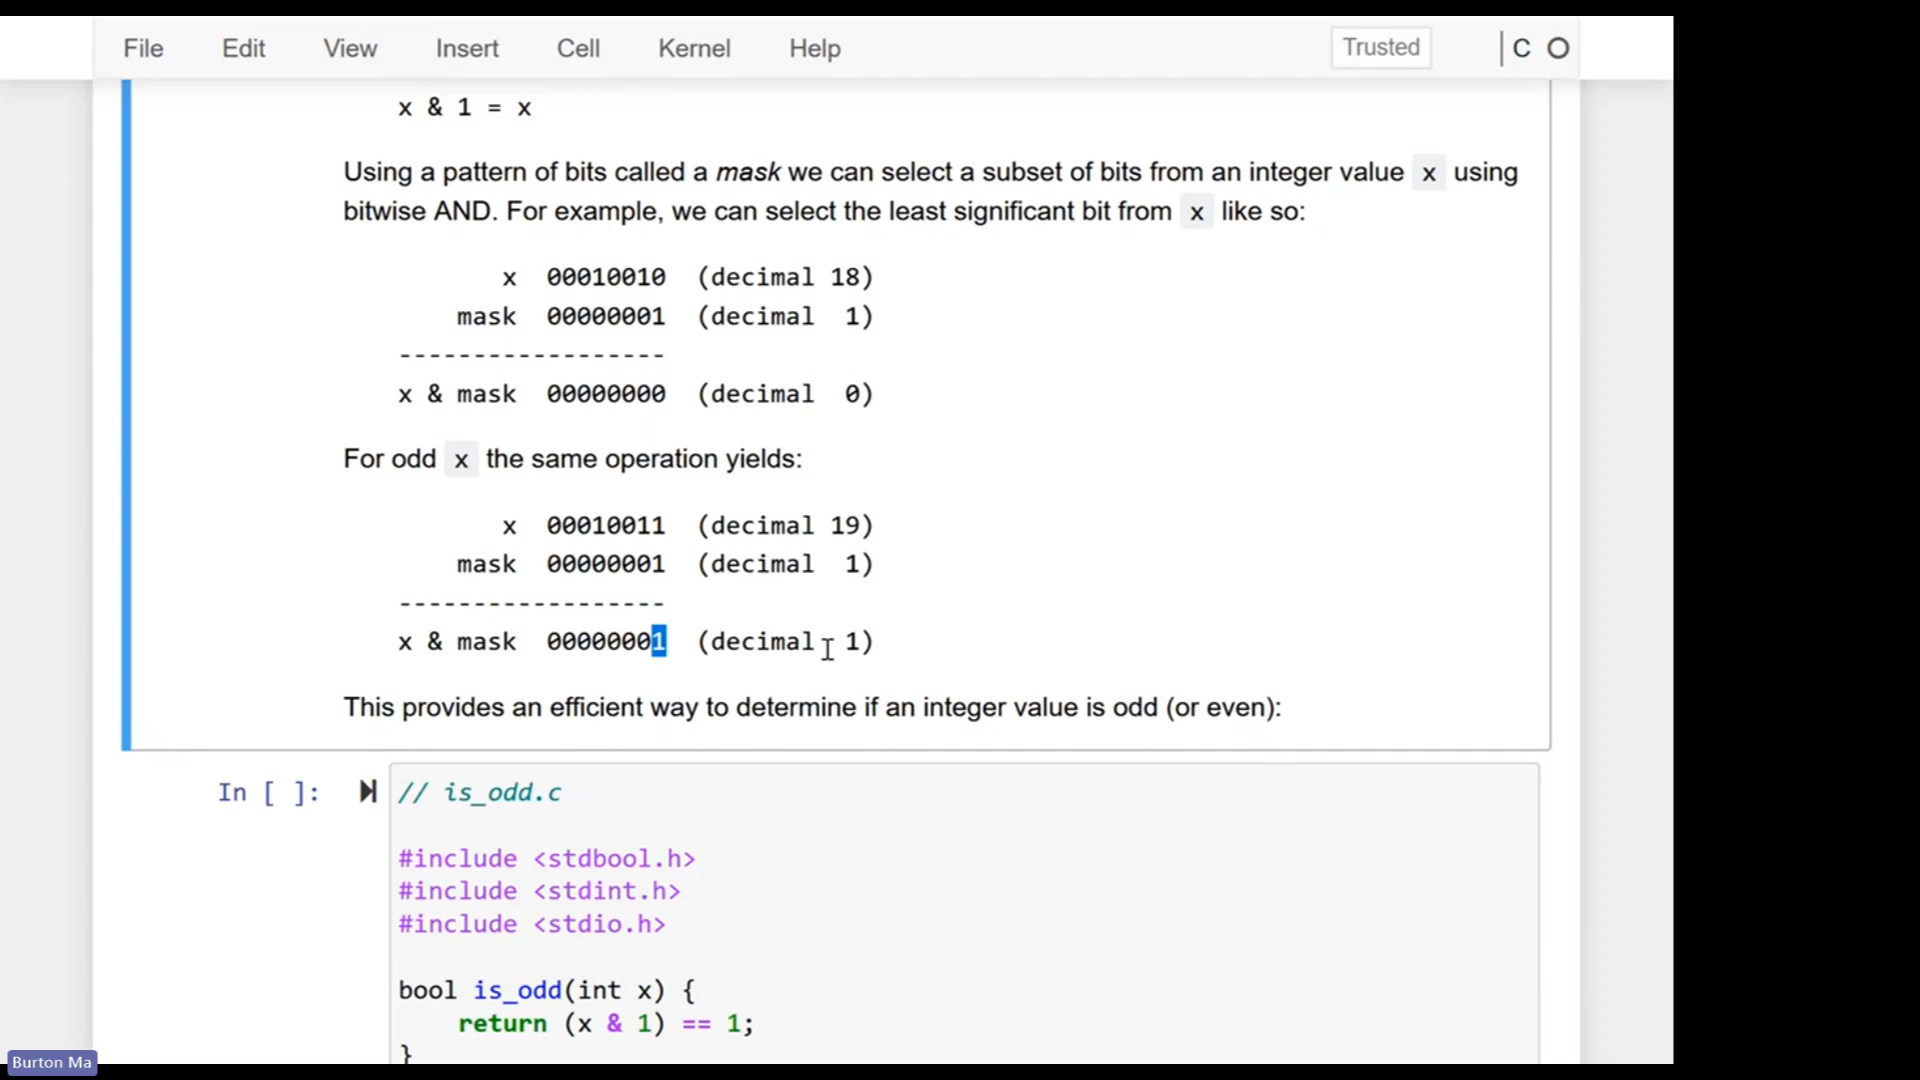 File Edit View Insert Cell Kernel Help Trusted C
x & 1 = x
Using a pattern of bits called a mask we can select a subset of bits from an integer value x using
bitwise AND. For example, we can select the least significant bit from x like so:
x 00010010 (decimal 18)
mask 00000001 (decimal  1)
------------------
x & mask 00000000 (decimal  0)
For odd x the same operation yields:
x 00010011 (decimal 19)
mask 00000001 (decimal  1)
------------------
x & mask 00000001 (decimal  1)
This provides an efficient way to determine if an integer value is odd (or even):
In [ ]: // is_odd.c
#include <stdbool.h>
#include <stdint.h>
#include <stdio.h>
bool is_odd(int x) {
    return (x & 1) == 1;
}
Burton Ma